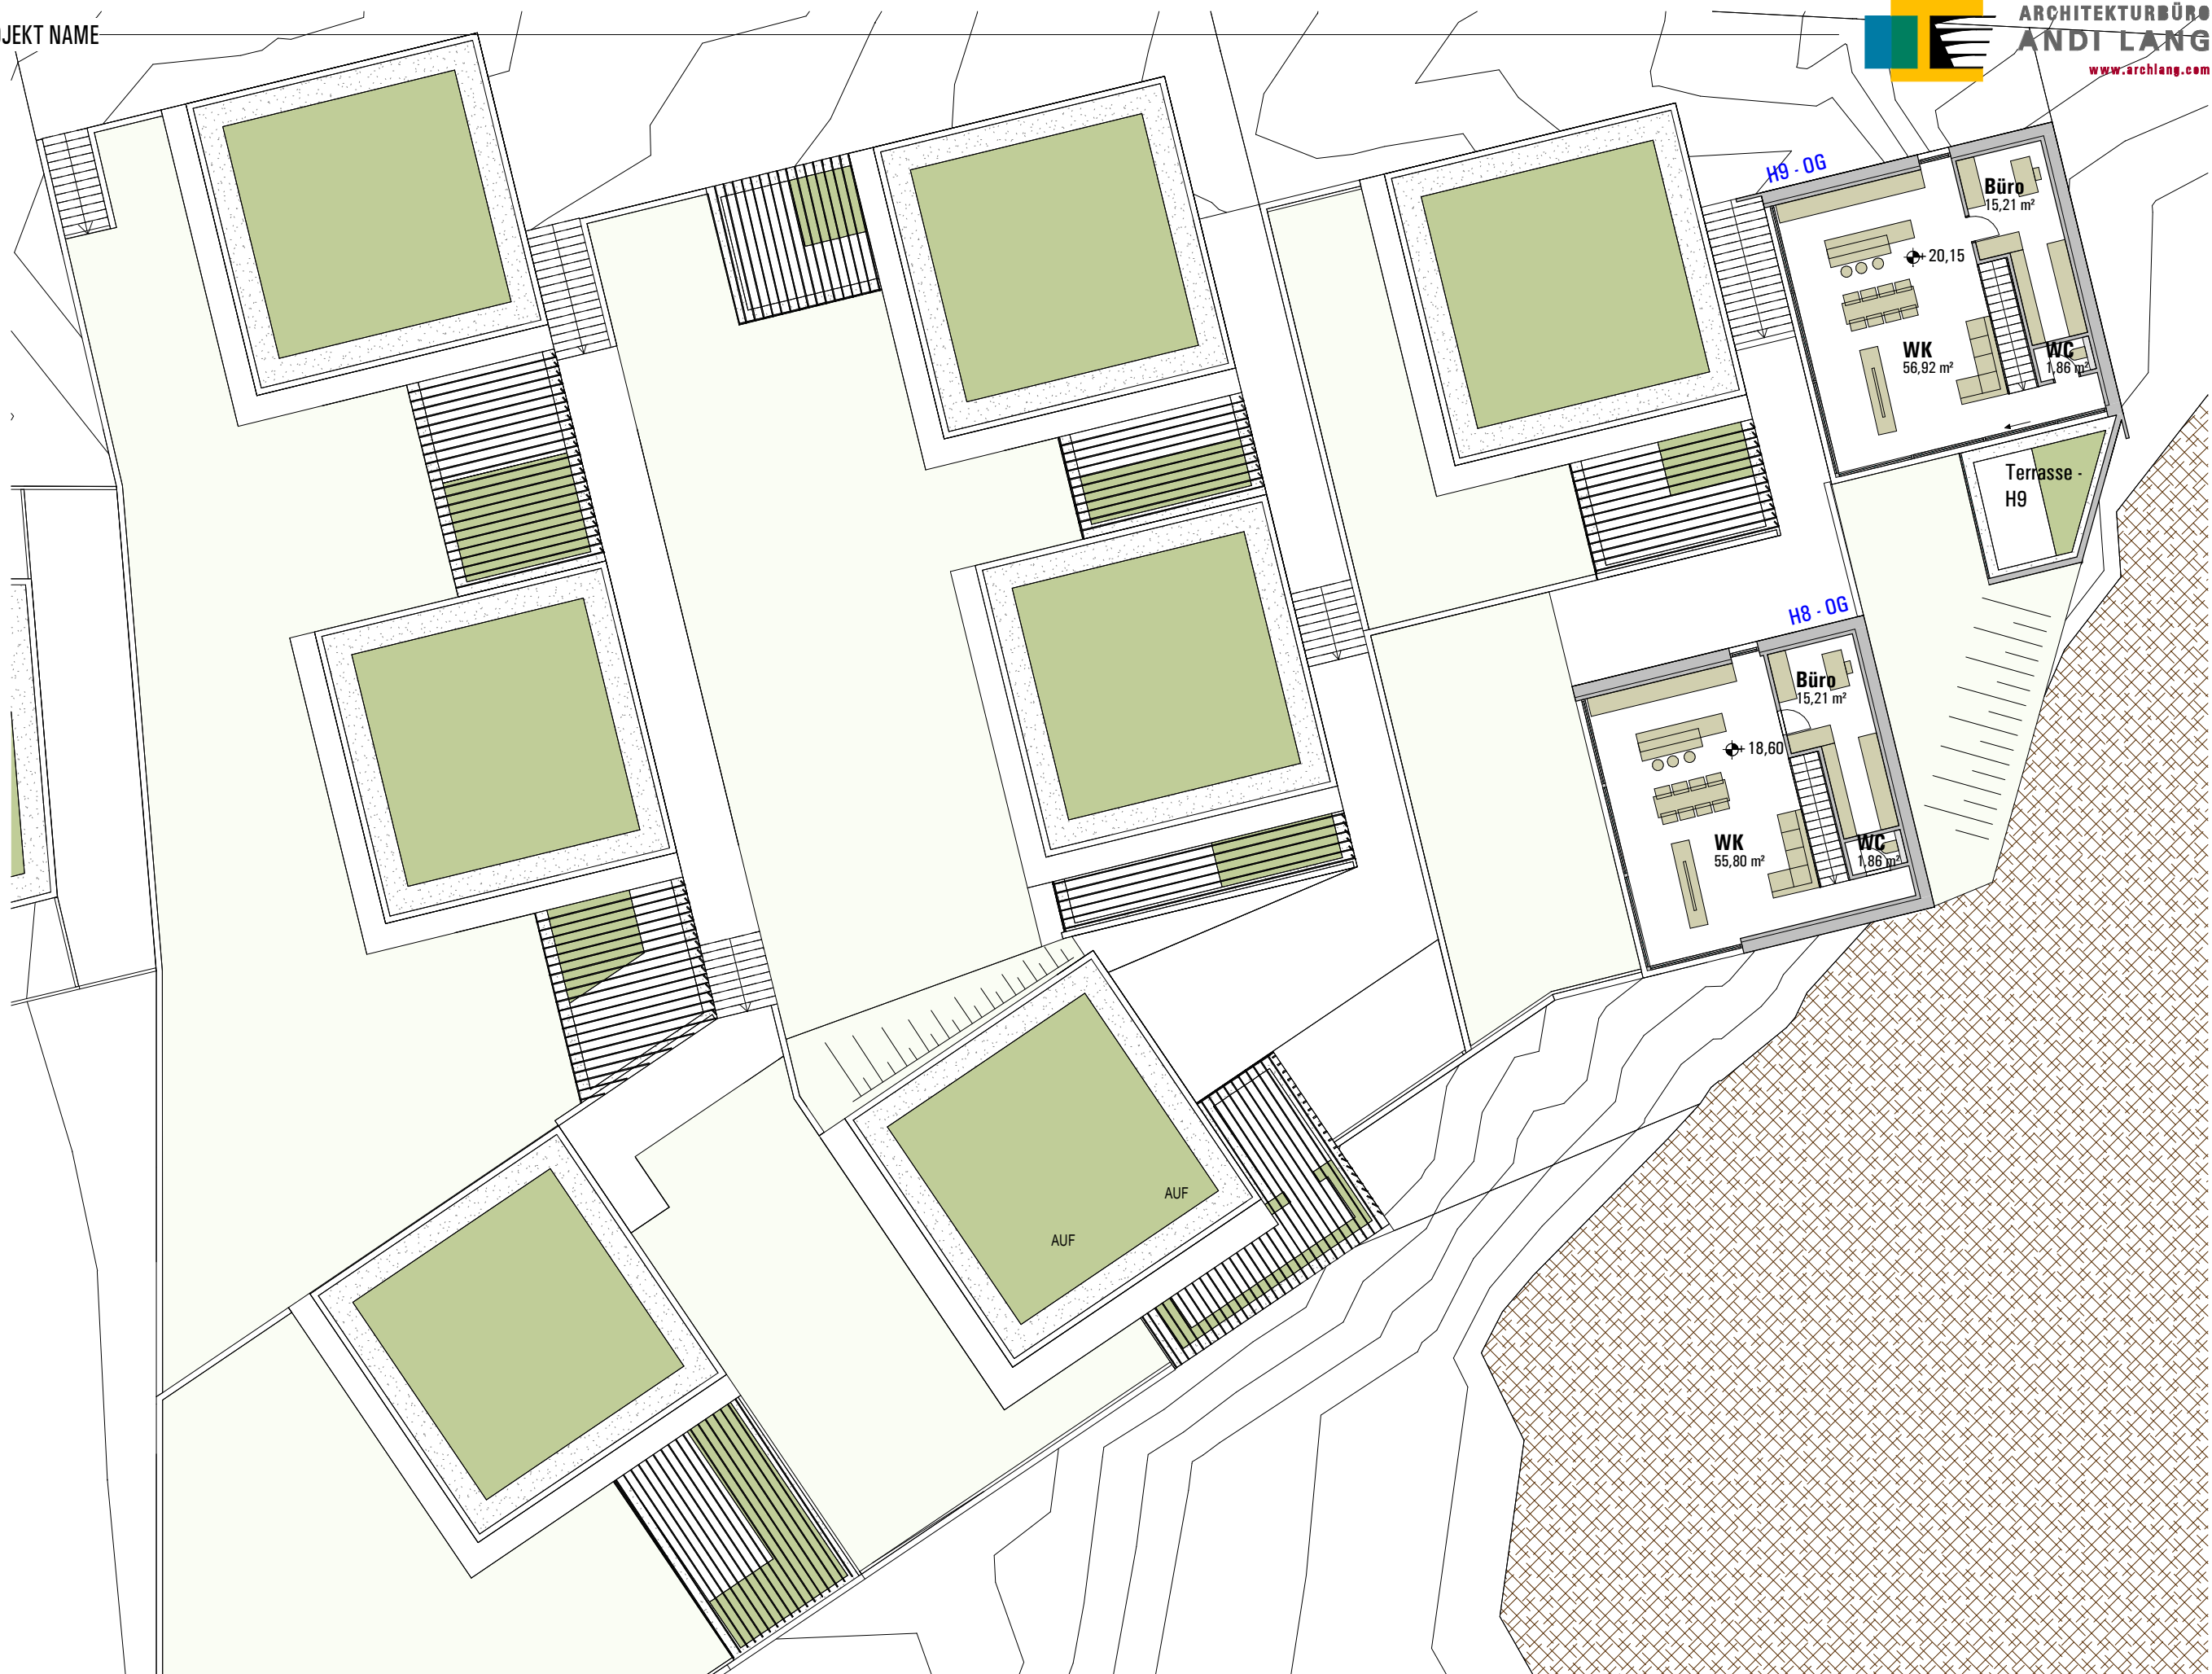 OJEKT NAME
ARCHITEKTURBÜRO
ANDI LANG
www.archlang.com
H9 - OG
Büro
15,21 m²
+ 20,15
WK
56,92 m²
WC
1,86 m²
Terrasse -
H9
H8 - OG
Büro
15,21 m²
+ 18,60
WK
55,80 m²
WC
1,86 m²
AUF
AUF